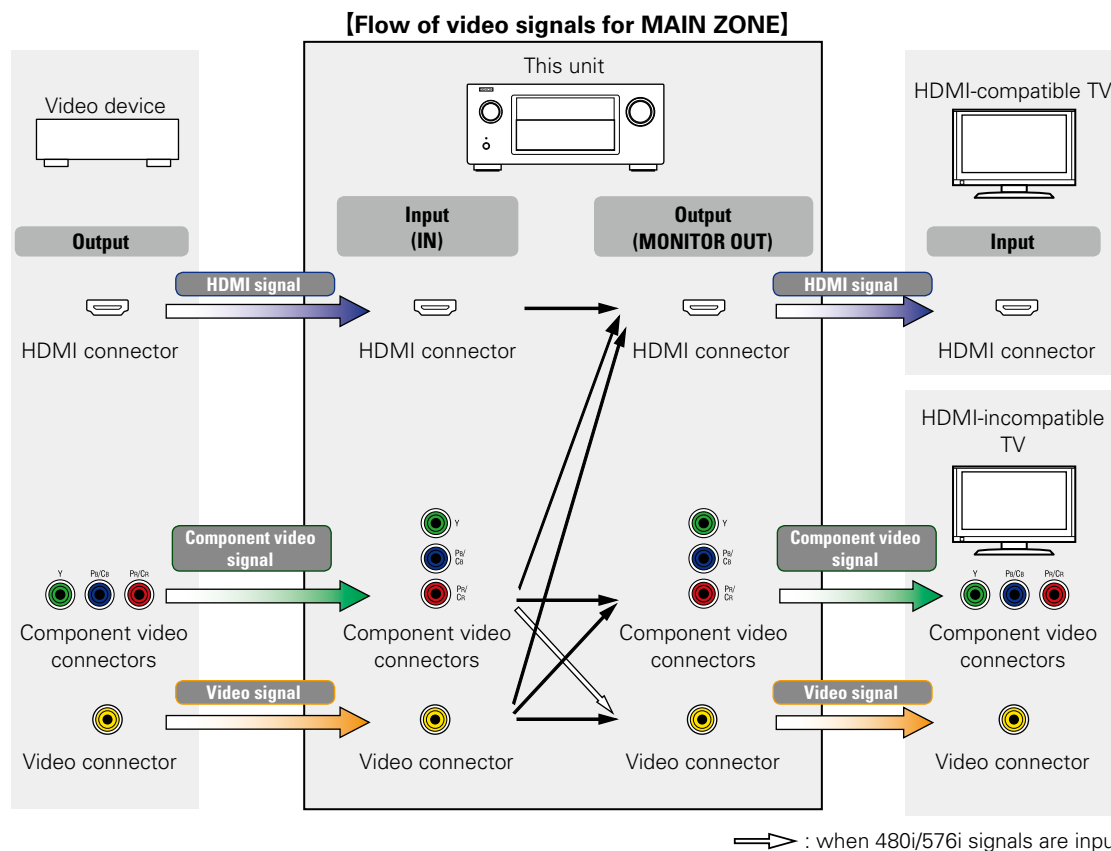 【Flow of video signals for MAIN ZONE】
This unit
Video device
HDMI-compatible TV
Output
Input
(IN)
Output
(MONITOR OUT)
Input
HDMI signal
HDMI signal
HDMI connector
HDMI connector
HDMI connector
HDMI connector
HDMI-incompatible
TV
Component video
signal
Y
PB/
CB
PR/
CR
Y
PB/
CB
PR/
CR
Component video
signal
Y PB/CB PR/CR
Y PB/CB PR/CR
Component video
connectors
Component video
connectors
Component video
connectors
Component video
connectors
Video signal
Video signal
Video connector
Video connector
Video connector
Video connector
: when 480i/576i signals are inpu